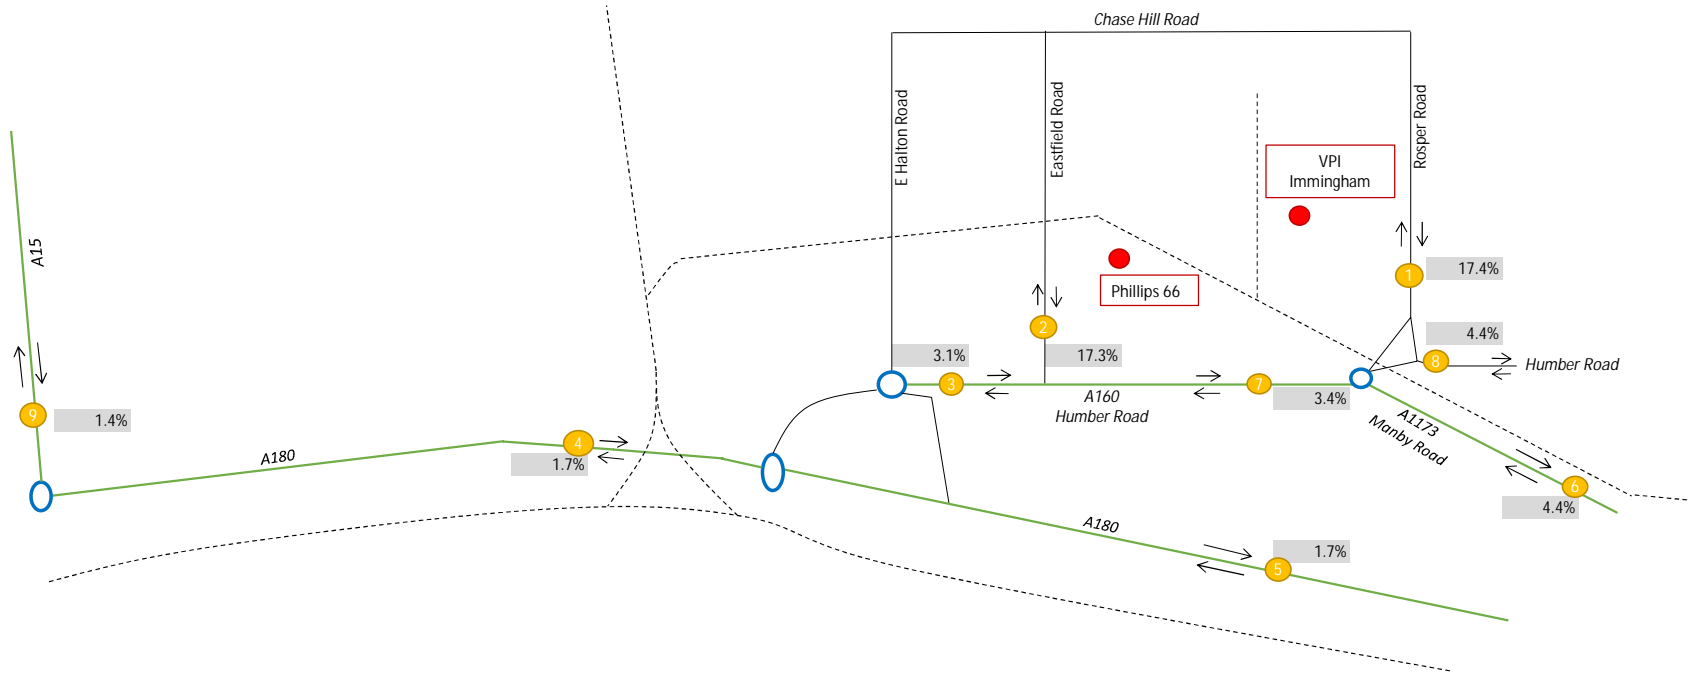 Chase Hill Road
E Halton Road
Eastfield Road
Rosper Road
VPI
Immingham
A15
1
17.4%
Phillips 66
2
4.4%
3.1%
17.3%
8
Humber Road
3
7
3.4%
A160
Humber Road
9
1.4%
A1173
Manby Road
4
A180
1.7%
6
4.4%
A180
1.7%
5